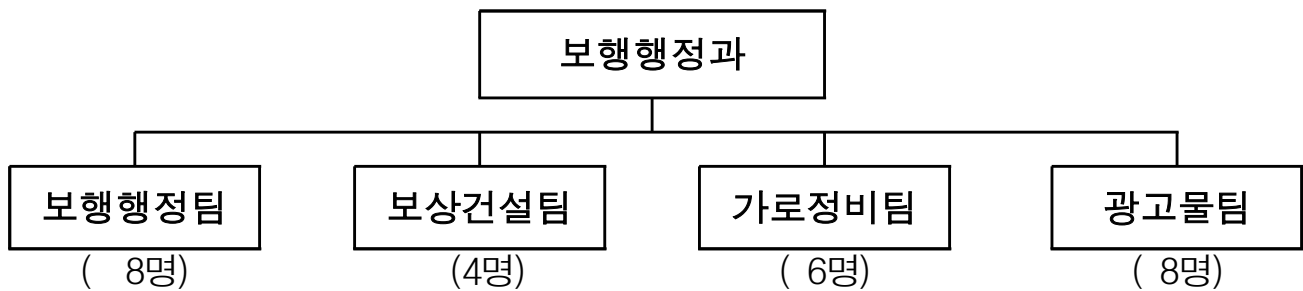 보행행정과
보행행정팀 보상건설팀 가로정비팀 광고물팀
( 8명) (4명) ( 6명) ( 8명)